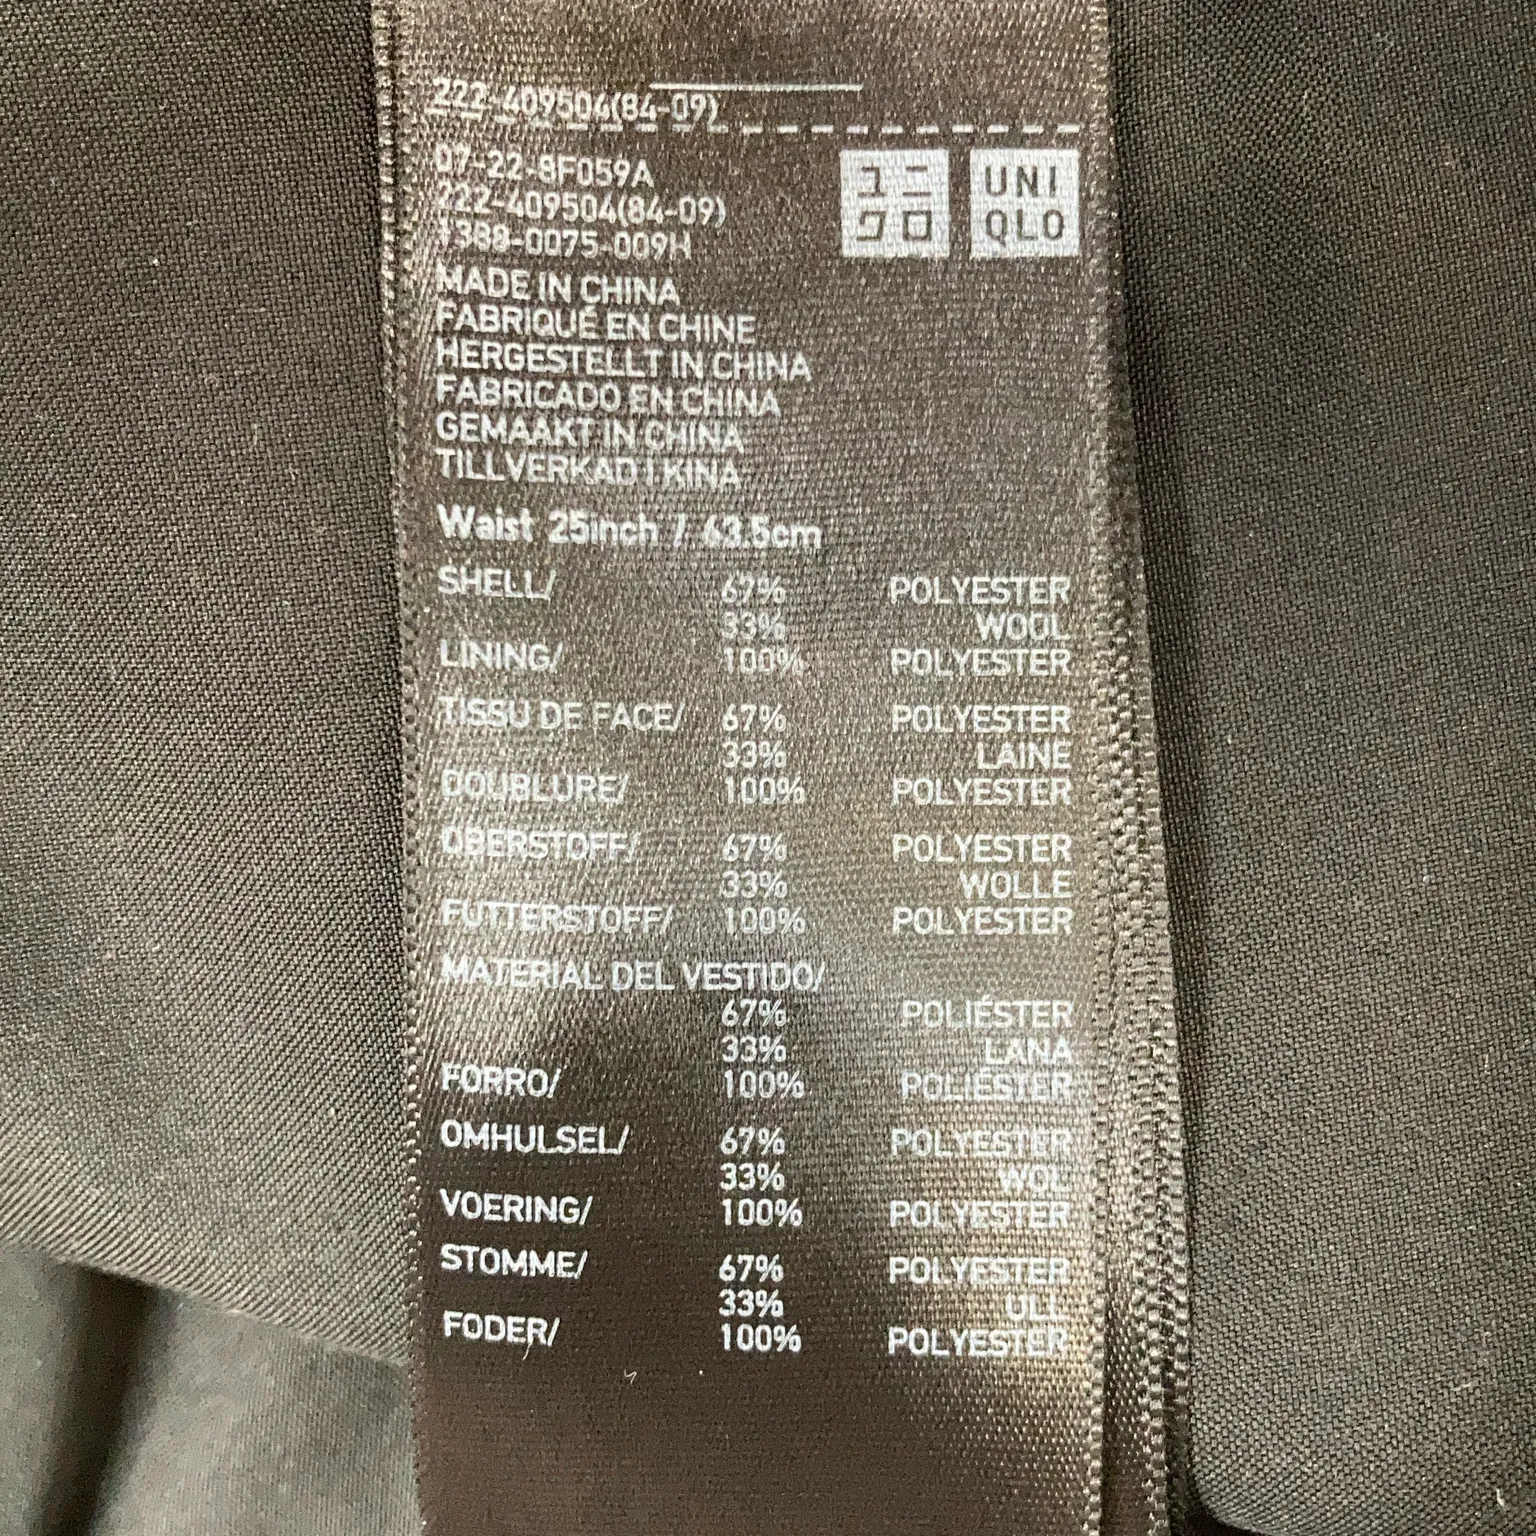 222-409504(84-09)
07-22-8F059A
222-409504(84-09)
T388-0075-009H
ユニ
クロ
UNI
QLO
MADE IN CHINA
FABRIQUÉ EN CHINE
HERGESTELLT IN CHINA
FABRICADO EN CHINA
GEMAAKT IN CHINA
TILLVERKAD I KINA
Waist 25inch / 63.5cm
SHELL/ 67% POLYESTER
33% WOOL
LINING/ 100% POLYESTER
TISSU DE FACE/ 67% POLYESTER
33% LAINE
DOUBLURE/ 100% POLYESTER
OBERSTOFF/ 67% POLYESTER
33% WOLLE
FUTTERSTOFF/ 100% POLYESTER
MATERIAL DEL VESTIDO/
67% POLIÉSTER
33% LANA
FORRO/ 100% POLIÉSTER
OMHULSEL/ 67% POLYESTER
33% WOL
VOERING/ 100% POLYESTER
STOMME/ 67% POLYESTER
33% ULL
FODER/ 100% POLYESTER